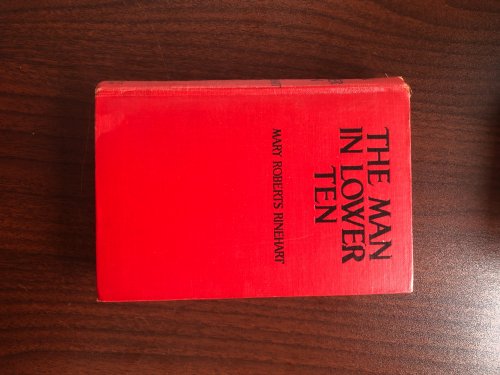 THE MAN
IN LOWER
TEN
MARY ROBERTS RINEHART